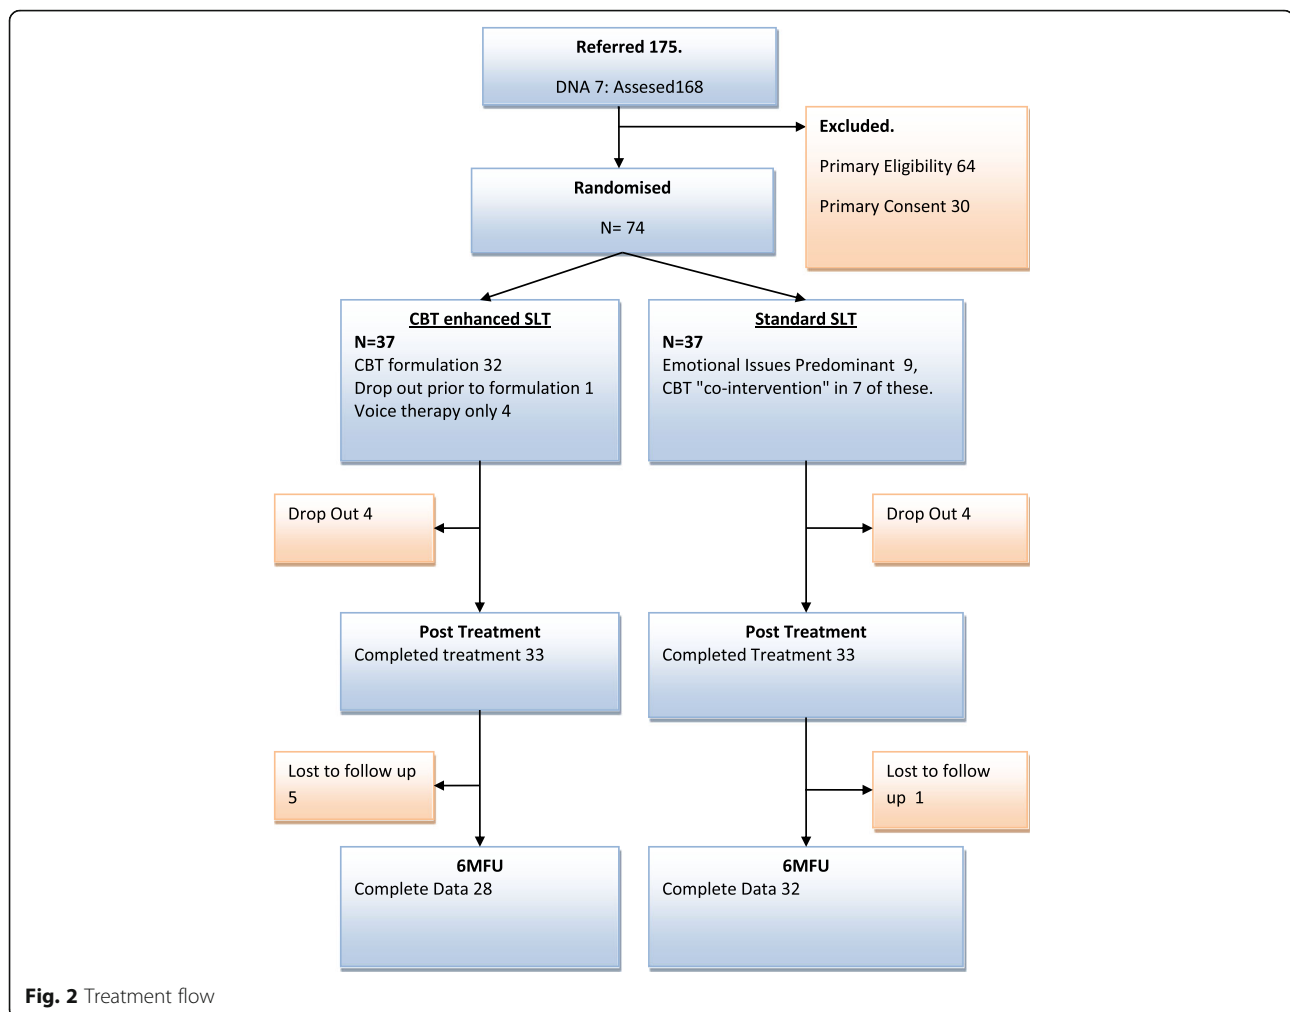 Referred 175.
DNA 7: Assesed168
Excluded.
Primary Eligibility 64
Primary Consent 30
Randomised
N= 74
CBT enhanced SLT
N=37
CBT formulation 32
Drop out prior to formulation 1
Voice therapy only 4
Standard SLT
N=37
Emotional Issues Predominant  9,
CBT "co-intervention" in 7 of these.
Drop Out 4
Drop Out 4
Post Treatment
Completed treatment 33
Post Treatment
Completed Treatment 33
Lost to follow up
5
Lost to follow
up  1
6MFU
Complete Data 28
6MFU
Complete Data 32
Fig. 2 Treatment flow